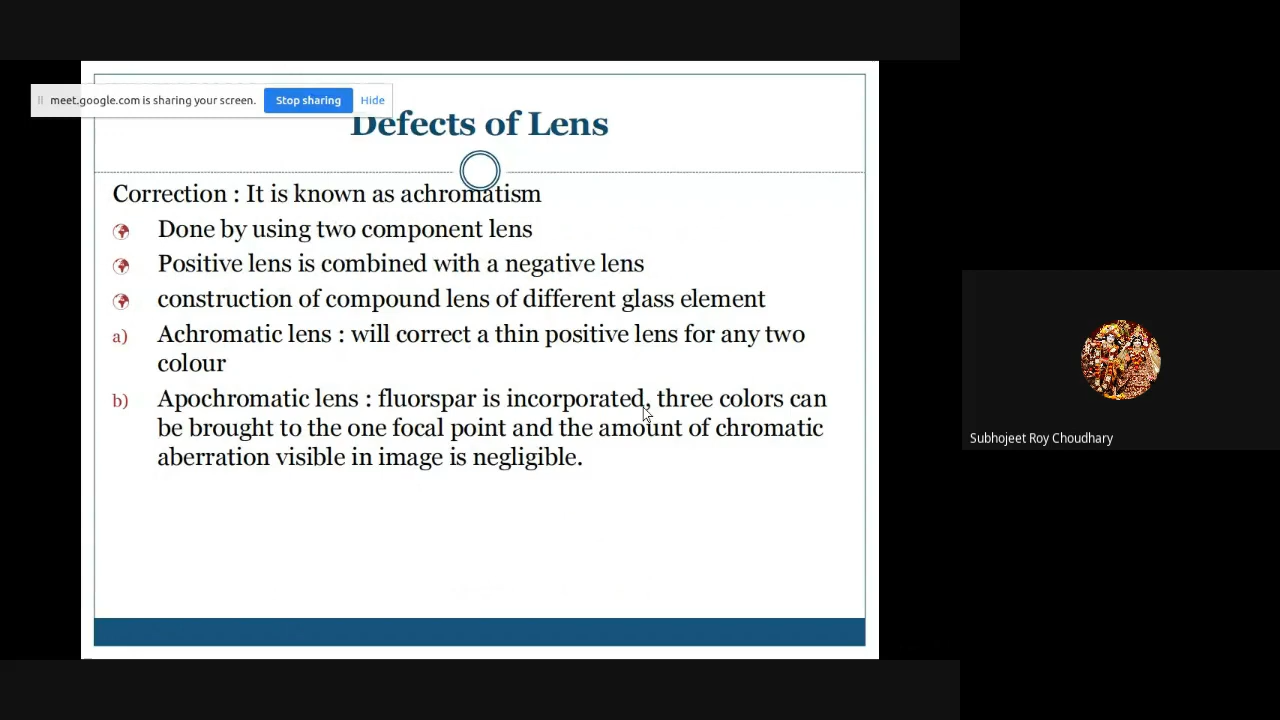 meet.google.com is sharing your screen. Stop sharing Hide
Defects of Lens
Correction : It is known as achromatism
Done by using two component lens
Positive lens is combined with a negative lens
construction of compound lens of different glass element
a) Achromatic lens : will correct a thin positive lens for any two
colour
b) Apochromatic lens : fluorspar is incorporated, three colors can
be brought to the one focal point and the amount of chromatic
aberration visible in image is negligible.
Subhojeet Roy Choudhary